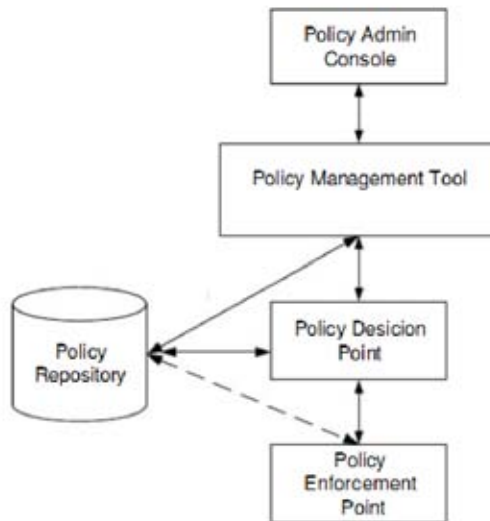 Policy Admin
Console
Policy Management Tool
Policy
Repository
Policy Desicion
Point
Policy
Enforcement
Point